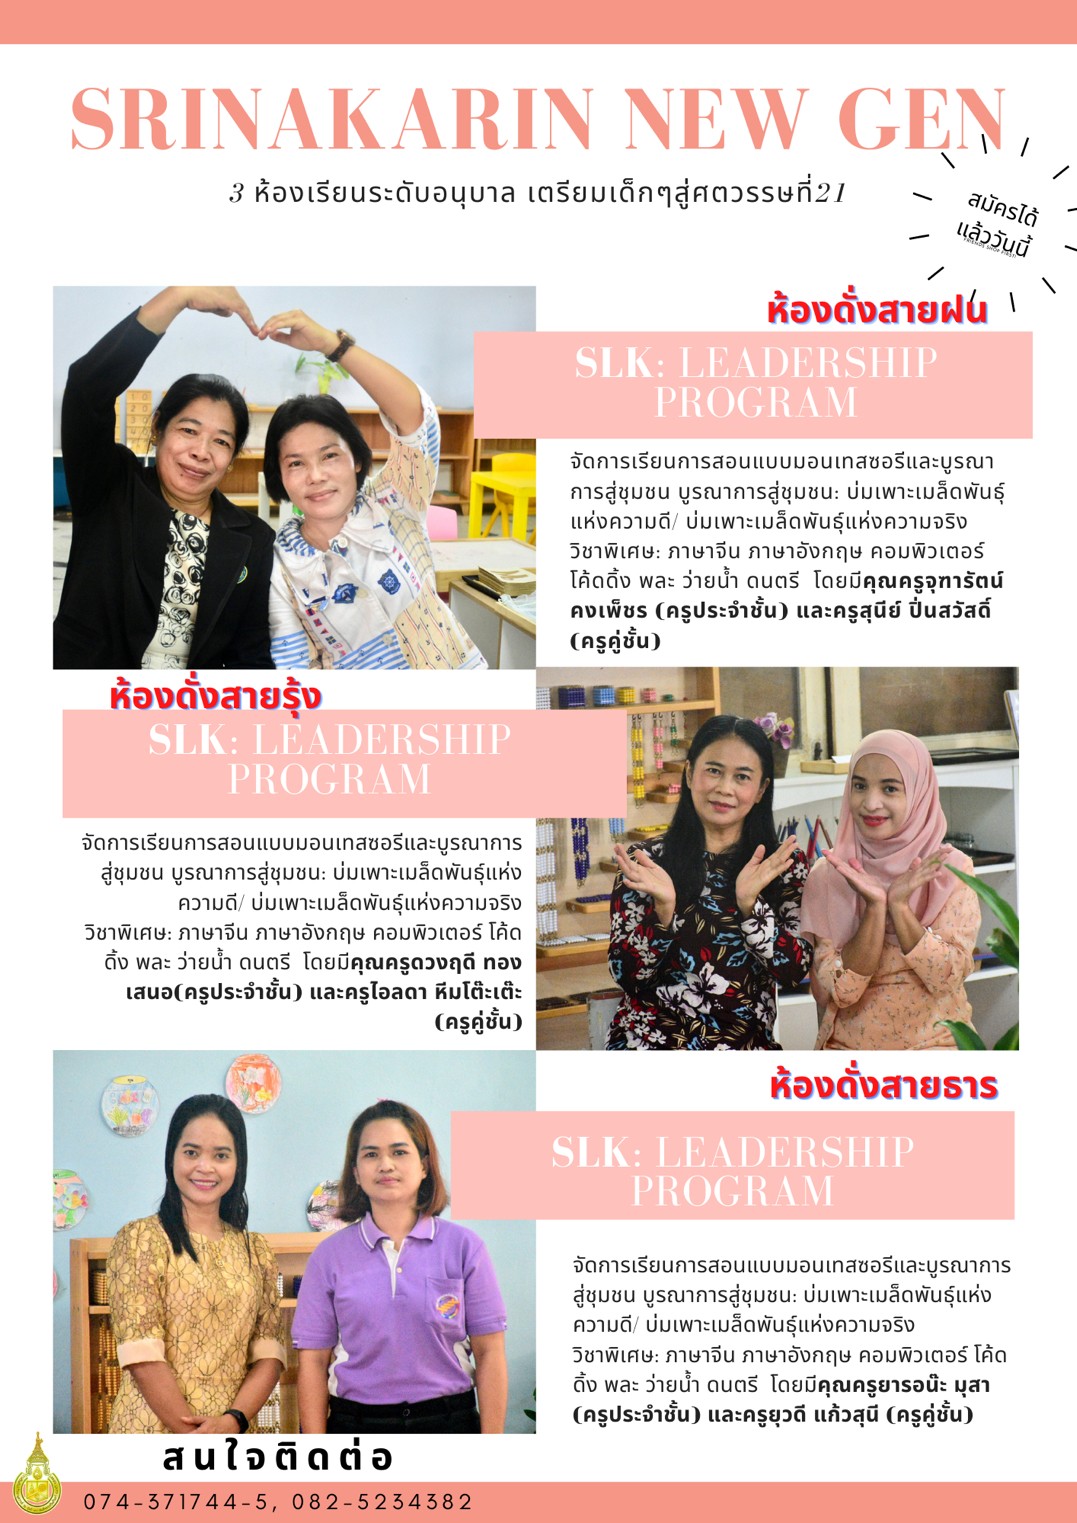 SRINAKARIN NEW GEN
3 ห้องเรียนระดับอนุบาล เตรียมเด็กๆสู่ศตวรรษที่21
สมัครได้
แล้ววันนี้
ห้องดั่งสายฝน
SLK: LEADERSHIP
PROGRAM
จัดการเรียนการสอนแบบมอนเทสซอรีและบูรณา
การสู่ชุมชน บูรณาการสู่ชุมชน: บ่มเพาะเมล็ดพันธุ์
แห่งความดี/ บ่มเพาะเมล็ดพันธุ์แห่งความจริง
วิชาพิเศษ: ภาษาจีน ภาษาอังกฤษ คอมพิวเตอร์
โค้ดดิ้ง พละ ว่ายน้ำ ดนตรี โดยมีคุณครูจุฑารัตน์
คงเพ็ชร (ครูประจำชั้น) และครูสุนีย์ ปิ่นสวัสดิ์
(ครูคู่ชั้น)
ห้องดั่งสายรุ้ง
SLK: LEADERSHIP
PROGRAM
จัดการเรียนการสอนแบบมอนเทสซอรีและบูรณาการ
สู่ชุมชน บูรณาการสู่ชุมชน: บ่มเพาะเมล็ดพันธุ์แห่ง
ความดี/ บ่มเพาะเมล็ดพันธุ์แห่งความจริง
วิชาพิเศษ: ภาษาจีน ภาษาอังกฤษ คอมพิวเตอร์ โค้ด
ดิ้ง พละ ว่ายน้ำ ดนตรี โดยมีคุณครูดวงฤดี ทอง
เสนอ(ครูประจำชั้น) และครูไอลดา หีมโต๊ะเต๊ะ
(ครูคู่ชั้น)
ห้องดั่งสายธาร
SLK: LEADERSHIP
PROGRAM
จัดการเรียนการสอนแบบมอนเทสซอรีและบูรณาการ
สู่ชุมชน บูรณาการสู่ชุมชน: บ่มเพาะเมล็ดพันธุ์แห่ง
ความดี/ บ่มเพาะเมล็ดพันธุ์แห่งความจริง
วิชาพิเศษ: ภาษาจีน ภาษาอังกฤษ คอมพิวเตอร์ โค้ด
ดิ้ง พละ ว่ายน้ำ ดนตรี โดยมีคุณครูยารอน๊ะ มุสา
(ครูประจำชั้น) และครูยุวดี แก้วสุนี (ครูคู่ชั้น)
สนใจติดต่อ
074-371744-5, 082-5234382